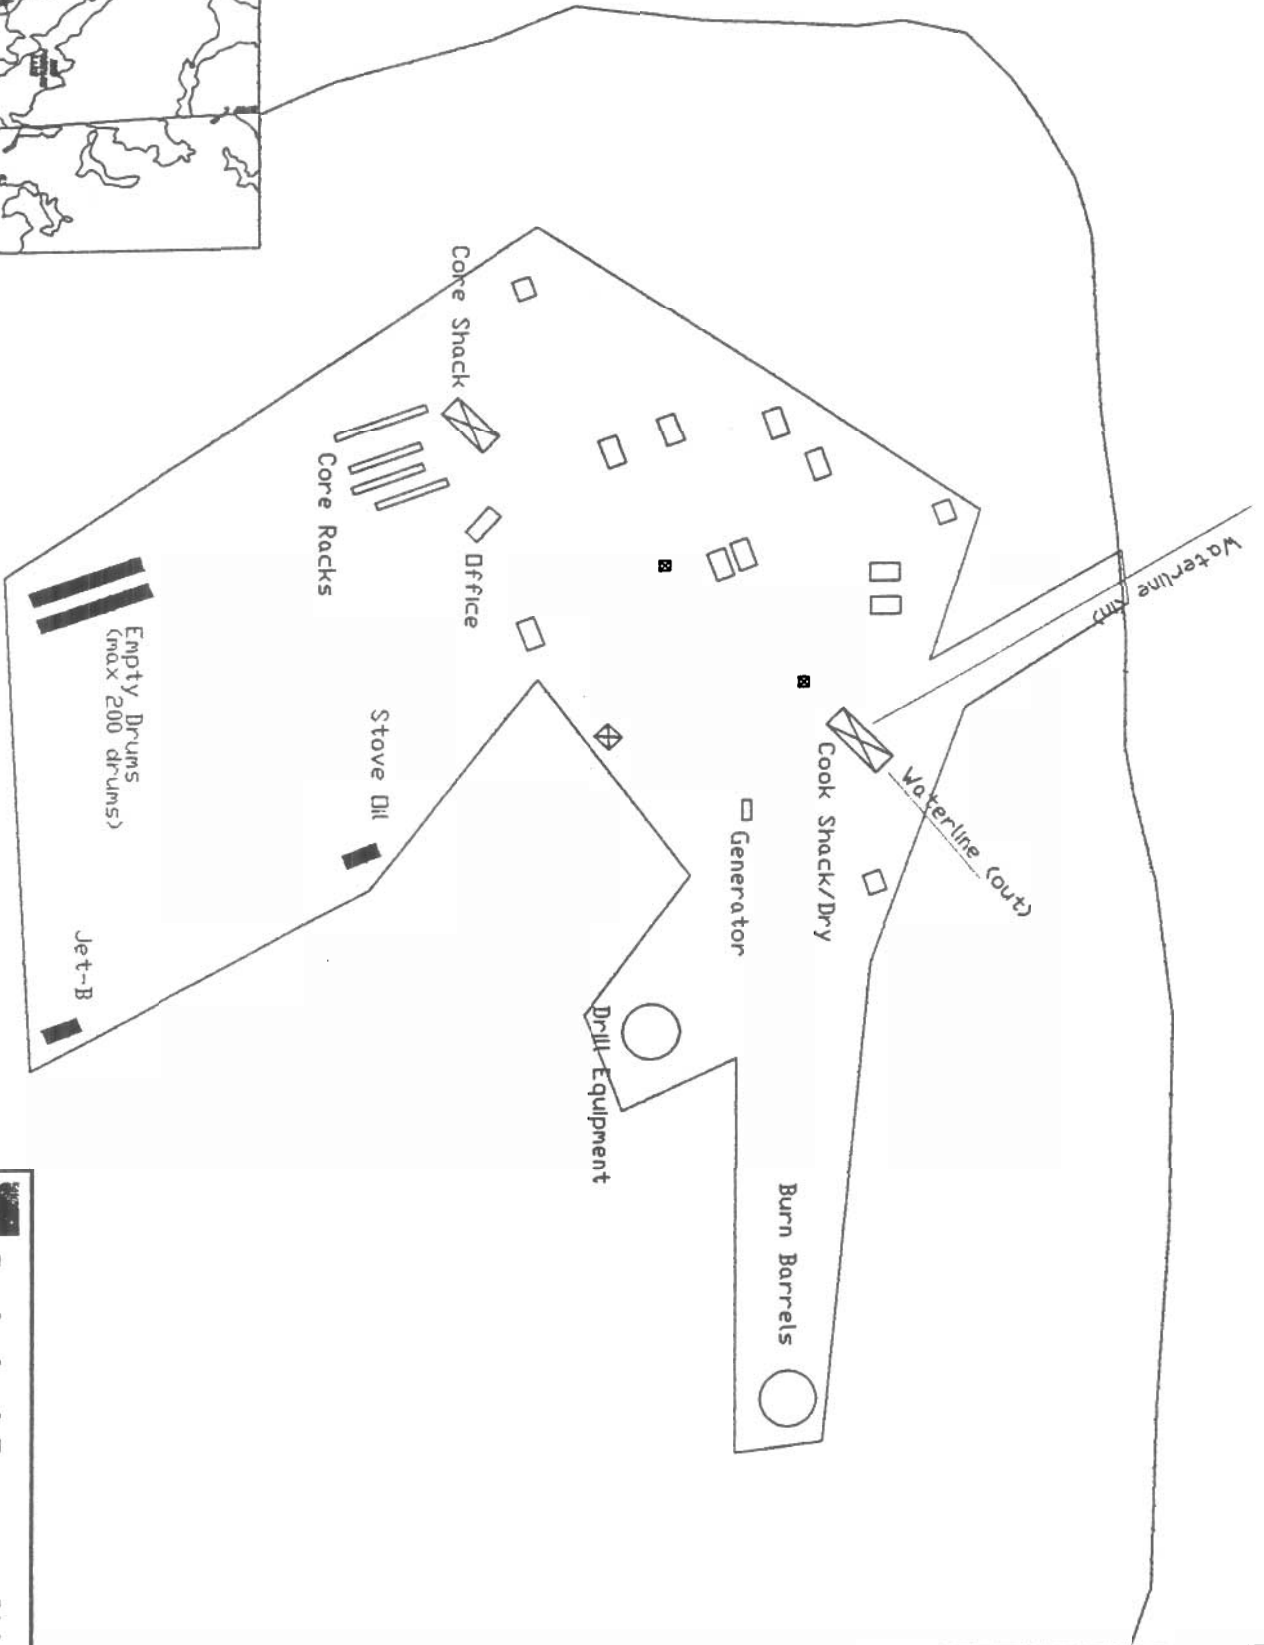 Waterline (in)
Waterline (out)
Cook Shack/Dry
Generator
Burn Barrels
Drill Equipment
Core Shack
Office
Core Racks
Stove Oil
Empty Drums
(max 200 drums)
Jet-B